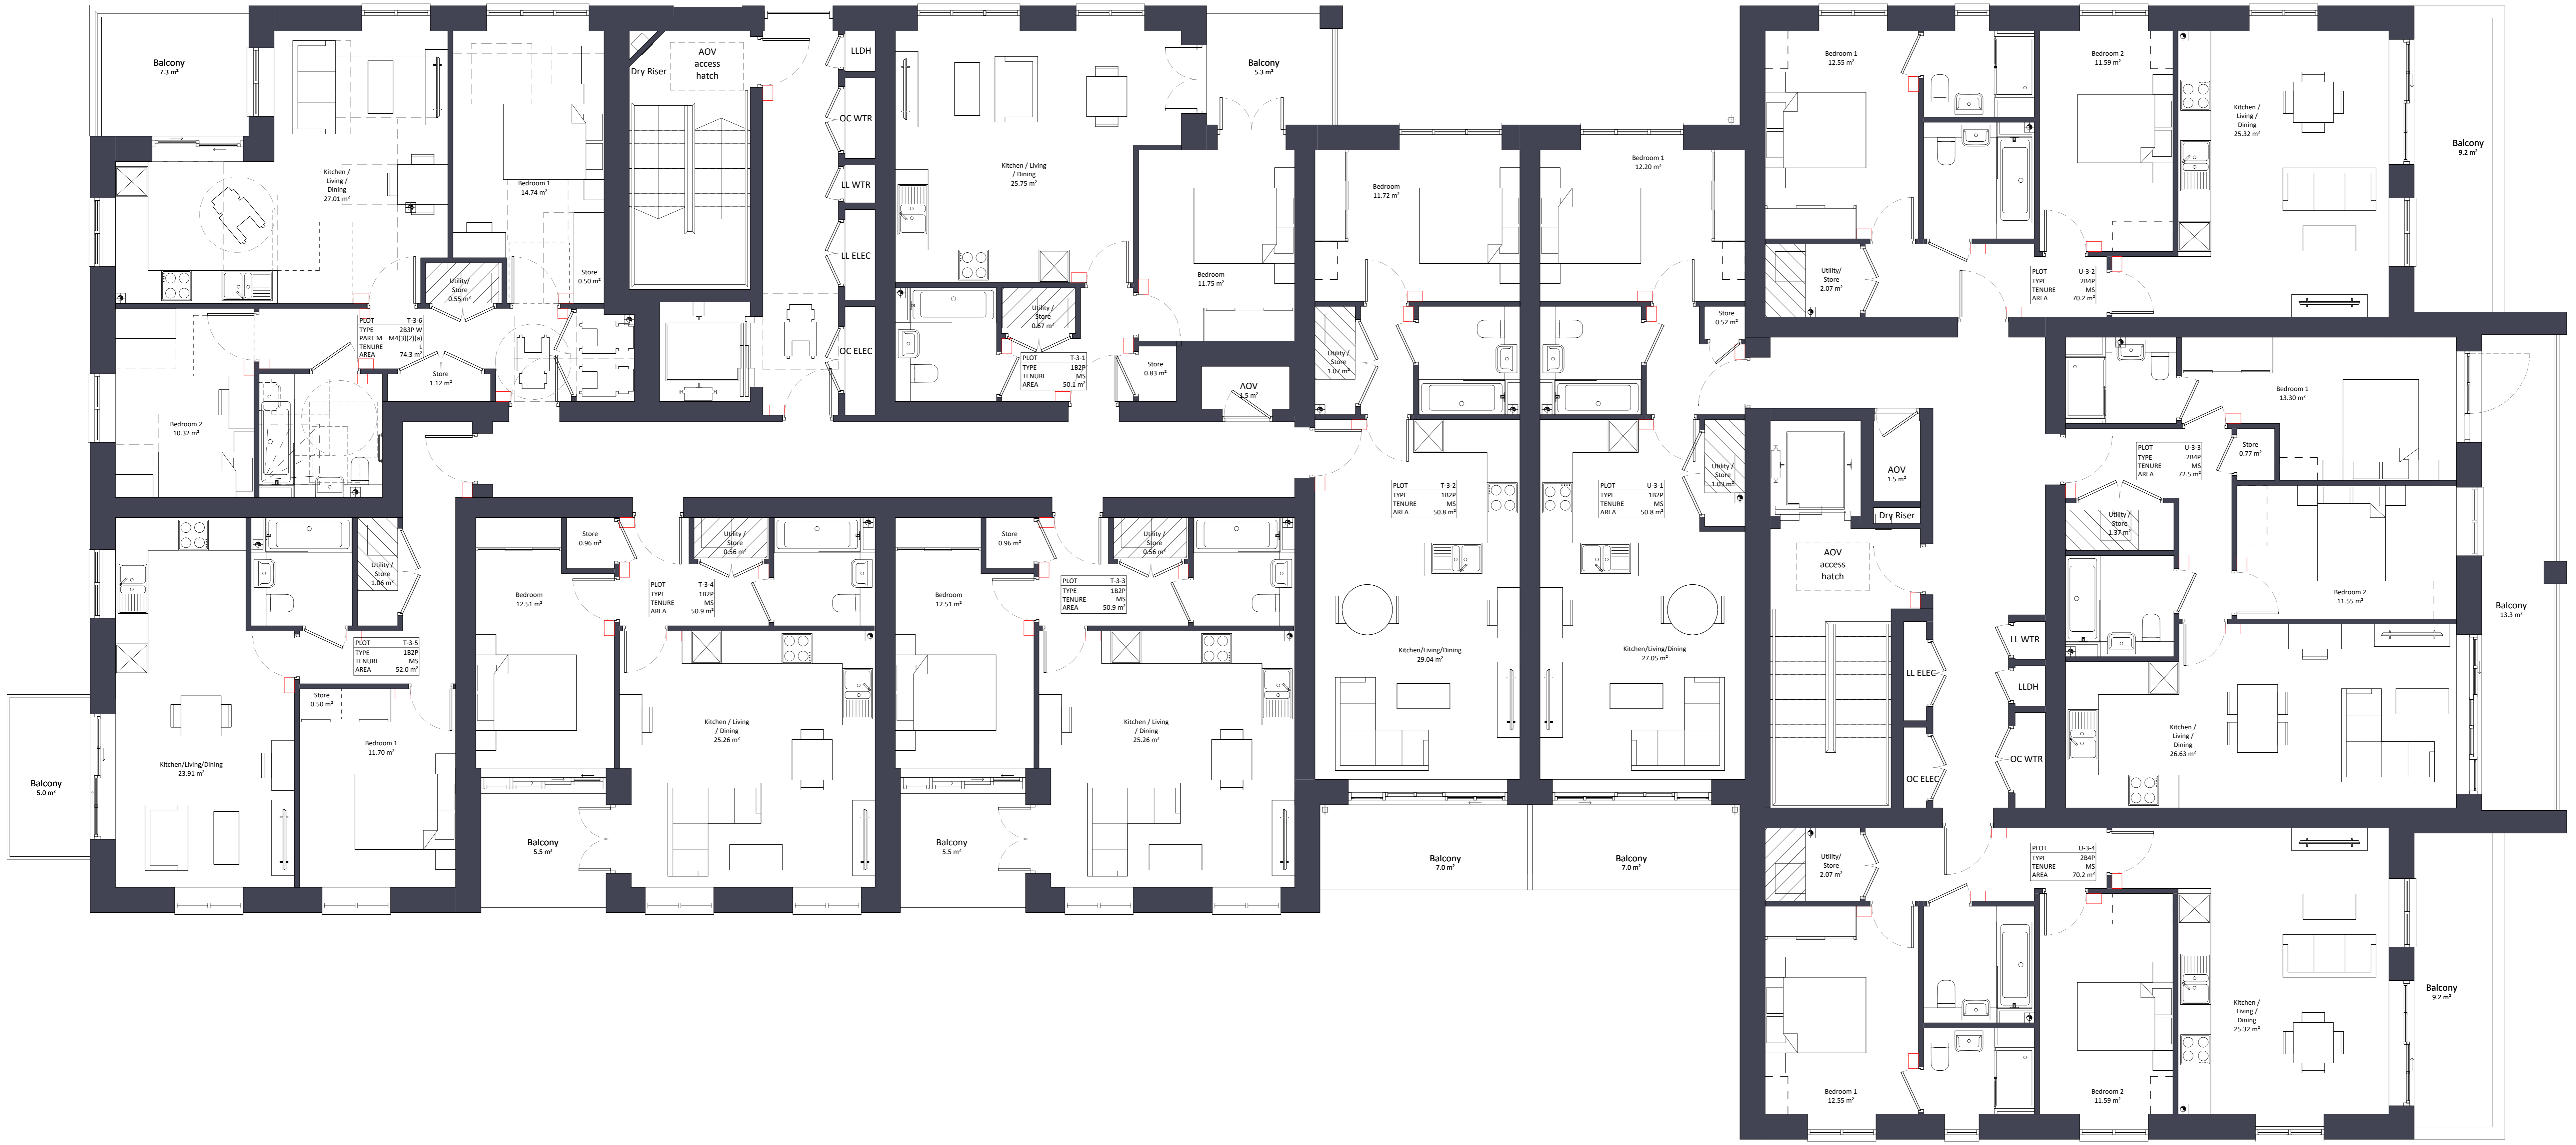 Balcony
7.3 m²
Kitchen /
Living /
Dining
27.01 m²
Bedroom 1
14.74 m²
Store
0.50 m²
Utility/
Store
0.55 m²
PLOT T-3-6
TYPE 2B3P W
PART M M4(3)(2)(a)
TENURE L
AREA 74.3 m²
Store
1.12 m²
Bedroom 2
10.32 m²
Dry Riser
AOV
access
hatch
LLDH
OC WTR
LL WTR
LL ELEC
OC ELEC
Kitchen / Living
/ Dining
25.75 m²
Balcony
5.3 m²
Bedroom
11.75 m²
Utility /
Store
0.67 m²
PLOT T-3-1
TYPE 1B2P
TENURE MS
AREA 50.1 m²
Store
0.83 m²
AOV
1.5 m²
Bedroom
11.72 m²
Utility /
Store
1.07 m²
PLOT T-3-2
TYPE 1B2P
TENURE MS
AREA 50.8 m²
Kitchen/Living/Dining
29.04 m²
Balcony
7.0 m²
Bedroom 1
12.20 m²
Store
0.52 m²
Utility /
Store
1.03 m²
PLOT U-3-1
TYPE 1B2P
TENURE MS
AREA 50.8 m²
Kitchen/Living/Dining
27.05 m²
Balcony
7.0 m²
Bedroom 1
12.55 m²
Bedroom 2
11.59 m²
Kitchen /
Living /
Dining
25.32 m²
Balcony
9.2 m²
Utility/
Store
2.07 m²
PLOT U-3-2
TYPE 2B4P
TENURE MS
AREA 70.2 m²
Bedroom 1
13.30 m²
PLOT U-3-3
TYPE 2B4P
TENURE MS
AREA 72.5 m²
Store
0.77 m²
Utility /
Store
1.37 m²
Bedroom 2
11.55 m²
Balcony
13.3 m²
Kitchen /
Living /
Dining
26.63 m²
AOV
1.5 m²
Dry Riser
AOV
access
hatch
LL ELEC
OC ELEC
LL WTR
LLDH
OC WTR
Kitchen/Living/Dining
23.91 m²
Balcony
5.0 m²
Utility /
Store
1.06 m²
PLOT T-3-5
TYPE 1B2P
TENURE MS
AREA 52.0 m²
Store
0.50 m²
Bedroom 1
11.70 m²
Store
0.96 m²
Bedroom
12.51 m²
Utility /
Store
0.56 m²
PLOT T-3-4
TYPE 1B2P
TENURE MS
AREA 50.9 m²
Kitchen / Living
/ Dining
25.26 m²
Balcony
5.5 m²
Store
0.96 m²
Bedroom
12.51 m²
Utility /
Store
0.56 m²
PLOT T-3-3
TYPE 1B2P
TENURE MS
AREA 50.9 m²
Kitchen / Living
/ Dining
25.26 m²
Balcony
5.5 m²
Utility/
Store
2.07 m²
PLOT U-3-4
TYPE 2B4P
TENURE MS
AREA 70.2 m²
Balcony
9.2 m²
Kitchen /
Living /
Dining
25.32 m²
Bedroom 1
12.55 m²
Bedroom 2
11.59 m²